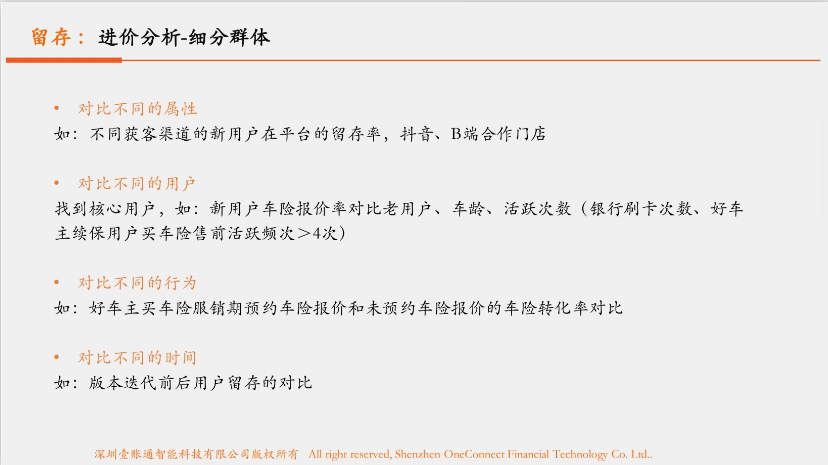 留存：进价分析-细分群体
• 对比不同的属性
如：不同获客渠道的新用户在平台的留存率，抖音、B端合作门店
• 对比不同的用户
找到核心用户，如：新用户车险报价率对比老用户、车龄、活跃次数（银行刷卡次数、好车
主续保用户买车险售前活跃频次＞4次）
• 对比不同的行为
如：好车主买车险脱销期预约车险报价和未预约车险报价的车险转化率对比
• 对比不同的时间
如：版本迭代前后用户留存的对比
深圳壹账通智能科技有限公司版权所有 All right reserved, Shenzhen OneConnect Financial Technology Co. Ltd..